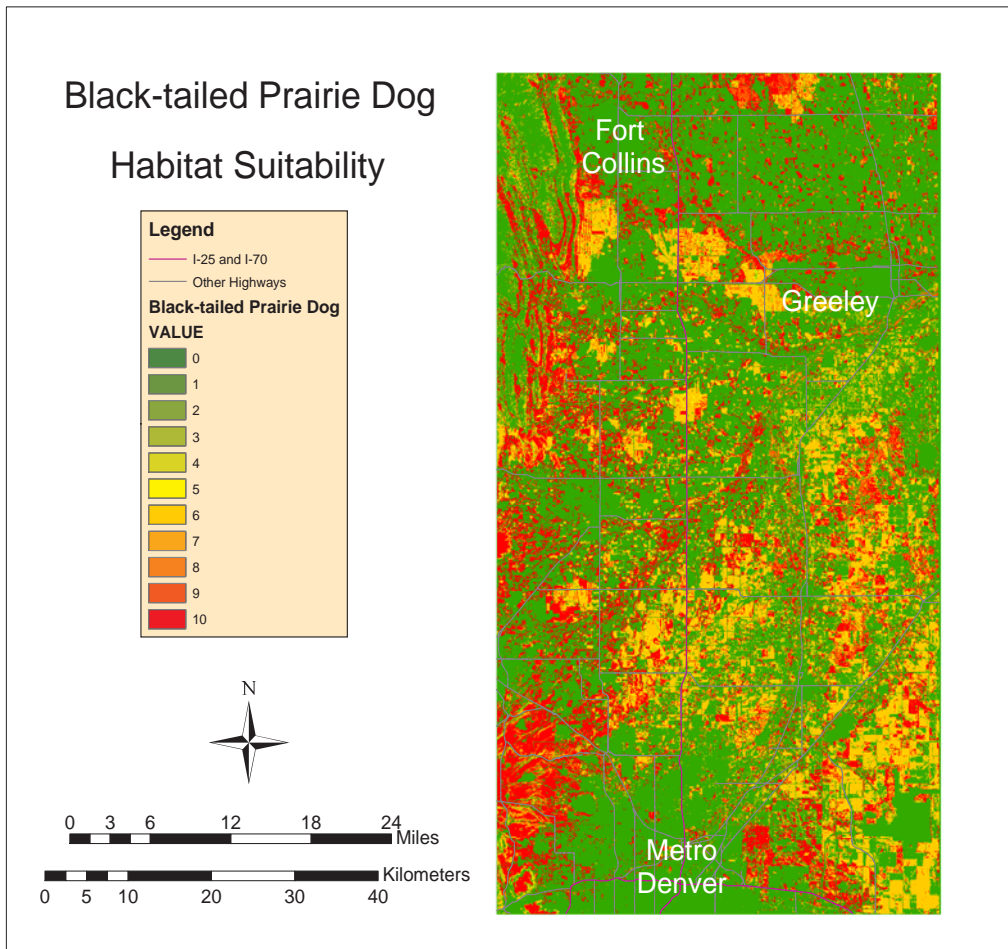 Black-tailed Prairie Dog
Habitat Suitability
Legend
I-25 and I-70
Other Highways
Black-tailed Prairie Dog
VALUE
0
1
2
3
4
5
6
7
8
9
10
N
0 3 6 12 18 24
Miles
Kilometers
0 5 10 20 30 40
Fort
Collins
Greeley
Metro
Denver